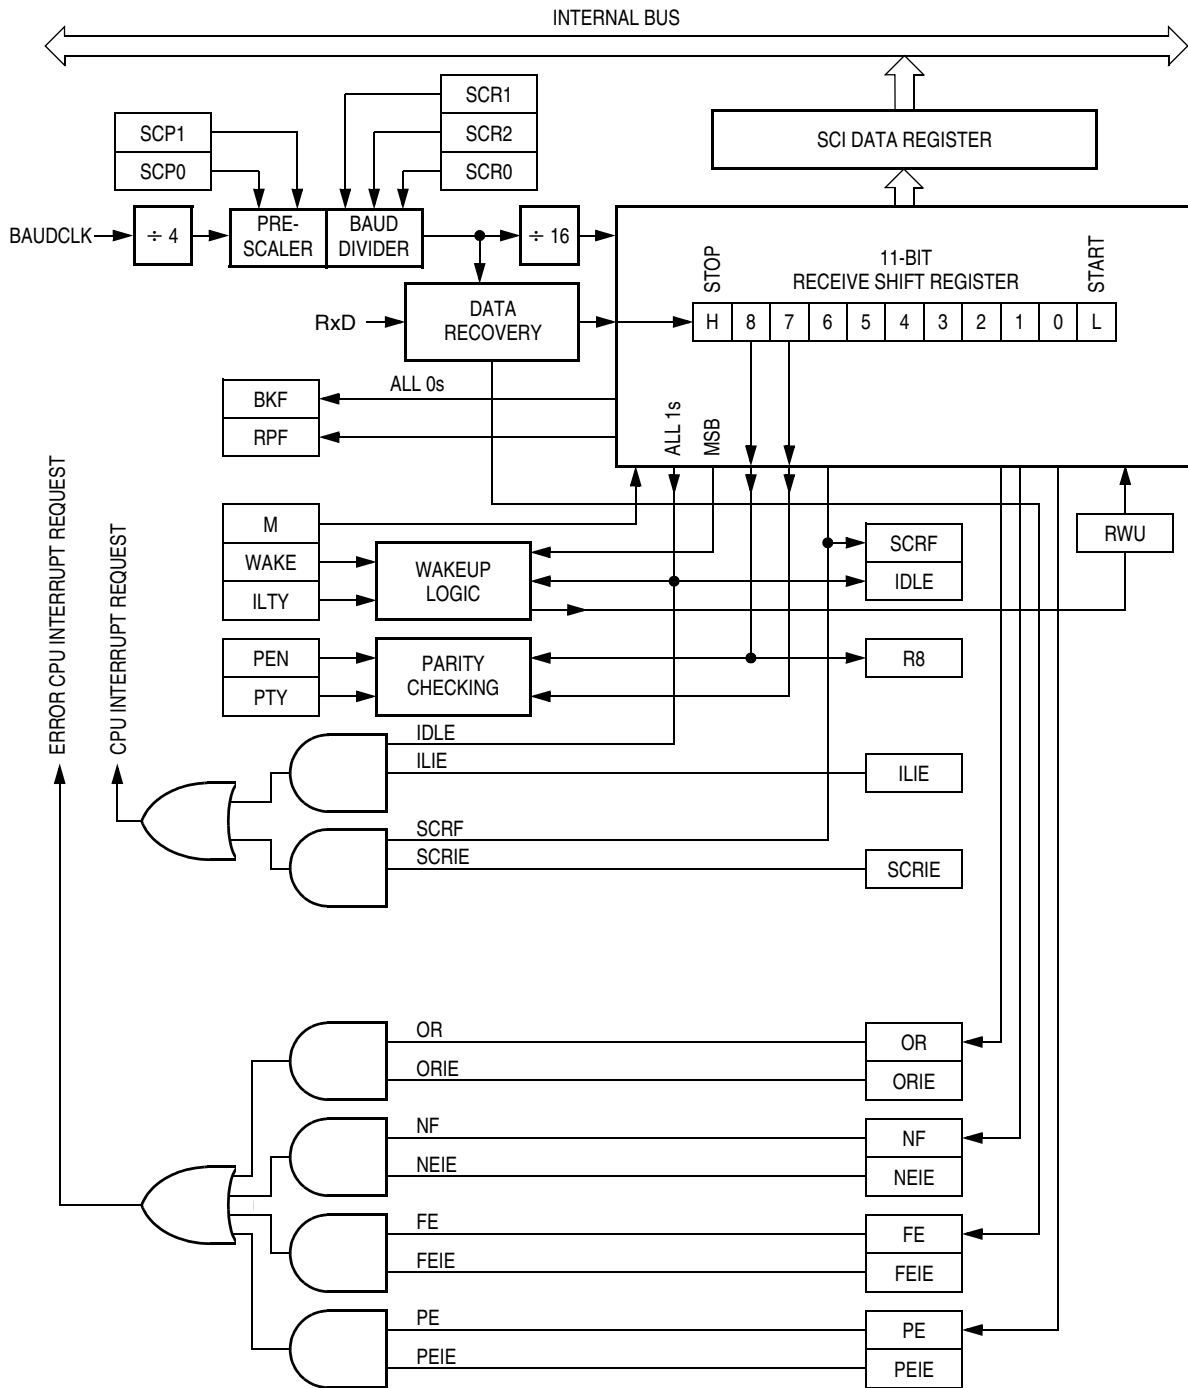 INTERNAL BUS
SCR1
SCR2
SCR0
SCP1
SCP0
SCI DATA REGISTER
BAUDCLK
÷ 4
PRE-
SCALER
BAUD
DIVIDER
÷ 16
STOP
11-BIT
RECEIVE SHIFT REGISTER
START
H 8 7 6 5 4 3 2 1 0 L
RxD
DATA
RECOVERY
ALL 0s
BKF
RPF
ALL 1s
MSB
ERROR CPU INTERRUPT REQUEST
CPU INTERRUPT REQUEST
M
WAKE
ILTY
WAKEUP
LOGIC
SCRF
IDLE
RWU
PEN
PTY
PARITY
CHECKING
R8
IDLE
ILIE
ILIE
SCRF
SCRIE
SCRIE
OR
OR
ORIE
ORIE
NF
NF
NEIE
NEIE
FE
FE
FEIE
FEIE
PE
PE
PEIE
PEIE